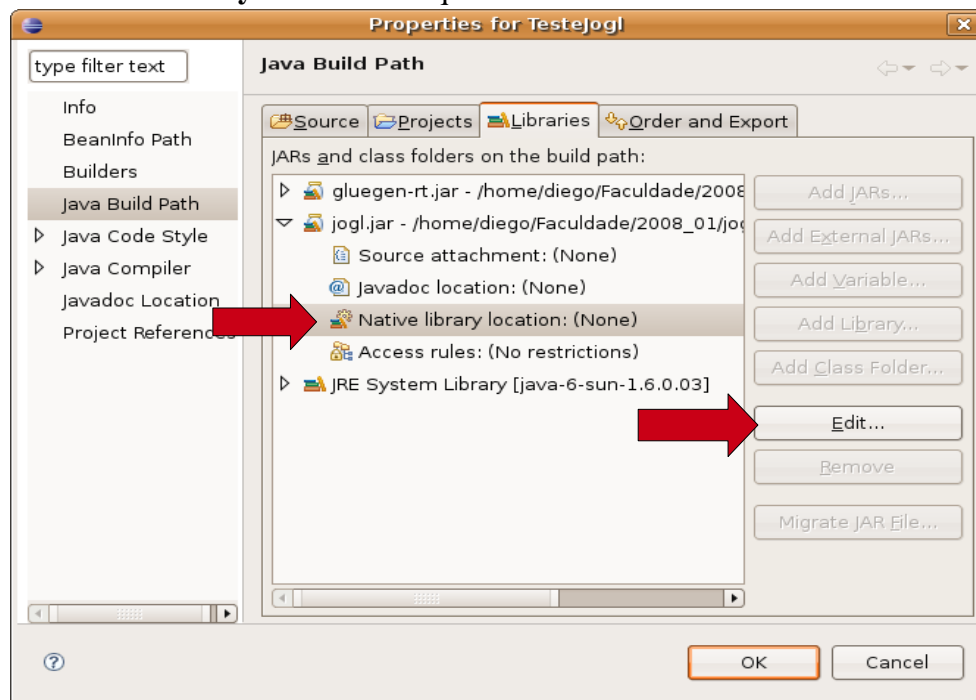 Properties for TesteJogl
type filter text
Java Build Path
Info
BeanInfo Path
Builders
Java Build Path
Java Code Style
Java Compiler
Javadoc Location
Project References
Source
Projects
Libraries
Order and Export
JARs and class folders on the build path:
gluegen-rt.jar - /home/diego/Faculdade/2008
jogl.jar - /home/diego/Faculdade/2008_01/jog
Source attachment: (None)
Javadoc location: (None)
Native library location: (None)
Access rules: (No restrictions)
JRE System Library [java-6-sun-1.6.0.03]
Add JARs...
Add External JARs...
Add Variable...
Add Library...
Add Class Folder...
Edit...
Remove
Migrate JAR File...
OK
Cancel